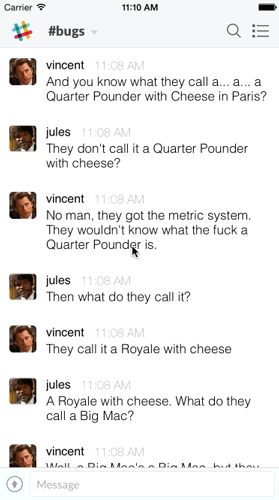 Carrier 11:10 AM
#bugs
vincent 11:08 AM
And you know what they call a... a... a
Quarter Pounder with Cheese in Paris?
jules 11:08 AM
They don't call it a Quarter Pounder
with cheese?
vincent 11:08 AM
No man, they got the metric system.
They wouldn't know what the fuck a
Quarter Pounder is.
jules 11:08 AM
Then what do they call it?
vincent 11:08 AM
They call it a Royale with cheese
jules 11:08 AM
A Royale with cheese. What do they
call a Big Mac?
vincent 11:08 AM
Well, a Big Mac's a Big Mac, but they
Message